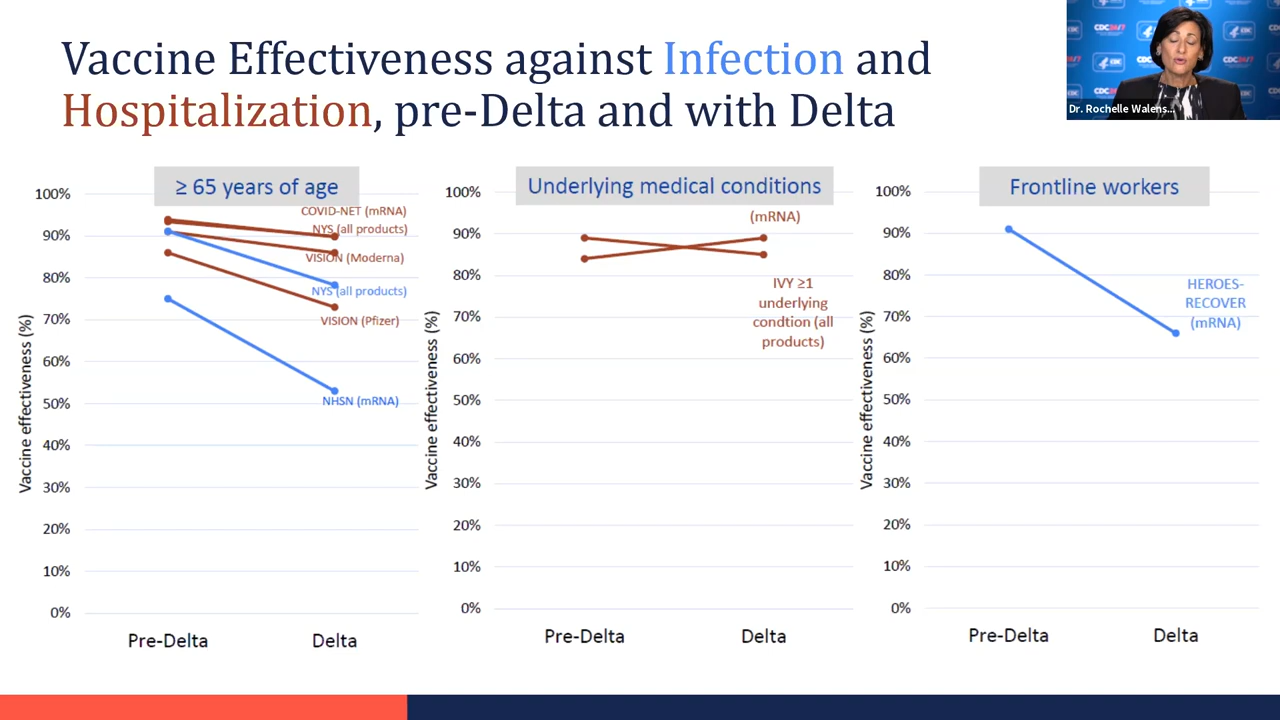 Vaccine Effectiveness against Infection and
Hospitalization, pre-Delta and with Delta
CDC 24/7
Dr. Rochelle Walens...
≥ 65 years of age
Vaccine effectiveness (%)
100%
90%
80%
70%
60%
50%
40%
30%
20%
10%
0%
COVID-NET (mRNA)
NYS (all products)
VISION (Moderna)
NYS (all products)
VISION (Pfizer)
NHSN (mRNA)
Pre-Delta
Delta
Underlying medical conditions
Vaccine effectiveness (%)
100%
90%
80%
70%
60%
50%
40%
30%
20%
10%
0%
(mRNA)
IVY ≥1
underlying
condtion (all
products)
Pre-Delta
Delta
Frontline workers
Vaccine effectiveness (%)
100%
90%
80%
70%
60%
50%
40%
30%
20%
10%
0%
HEROES-
RECOVER
(mRNA)
Pre-Delta
Delta